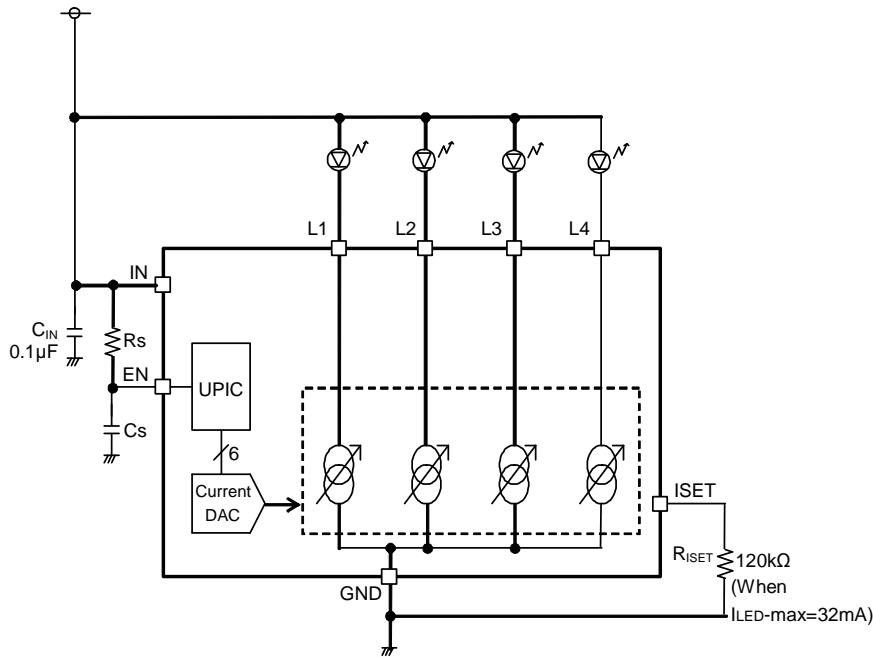 L1
L2
L3
L4
IN
CIN
0.1µF
Rs
EN
UPIC
Cs
6
Current
DAC
ISET
RISET
120kΩ
(When
ILED-max=32mA)
GND